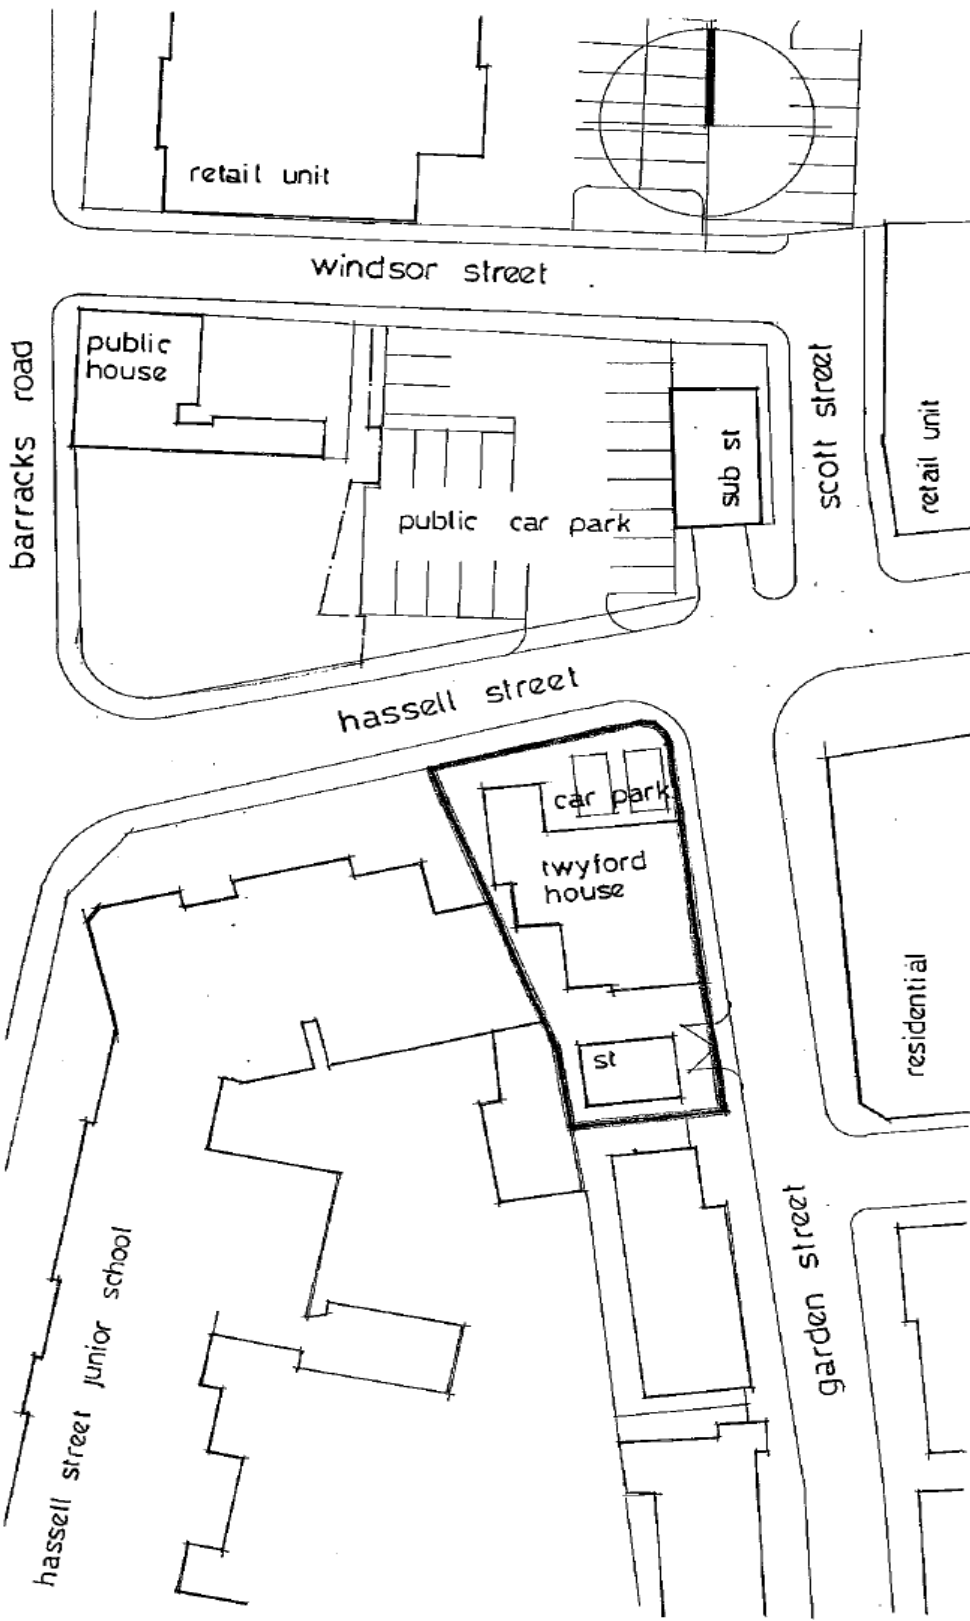 retail unit
windsor street
public
house
barracks road
scott street
retail unit
sub st
public car park
hassell street
car park
twyford
house
residential
st
garden street
hassell street junior school